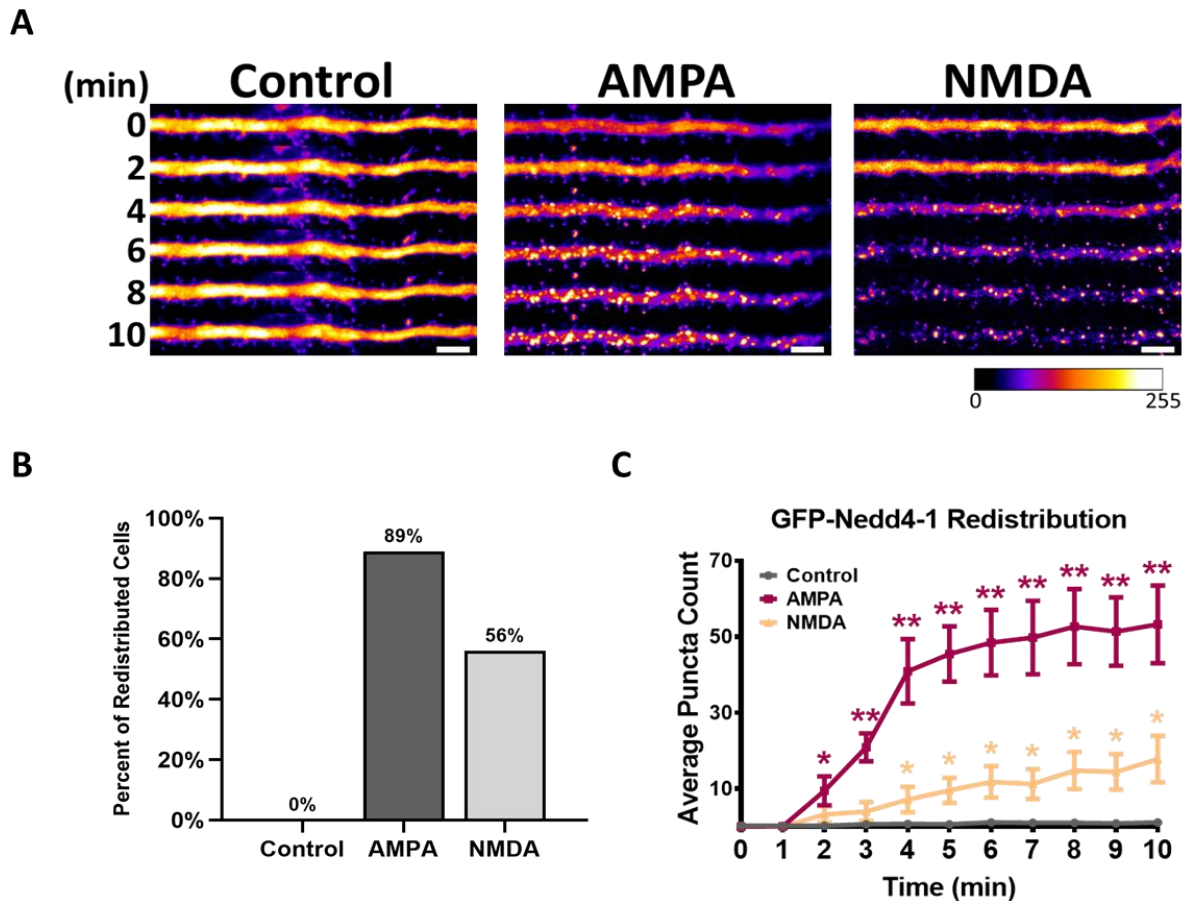 A
(min) Control AMPA NMDA
0
2
4
6
8
10
0 255
B
C
Percent of Redistributed Cells
100%
80%
60%
40%
20%
0%
0%
89%
56%
Control AMPA NMDA
GFP-Nedd4-1 Redistribution
Average Puncta Count
70
50
30
10
Control
AMPA
NMDA
* ** ** ** ** ** ** ** **
* * * * * * *
0 1 2 3 4 5 6 7 8 9 10
Time (min)